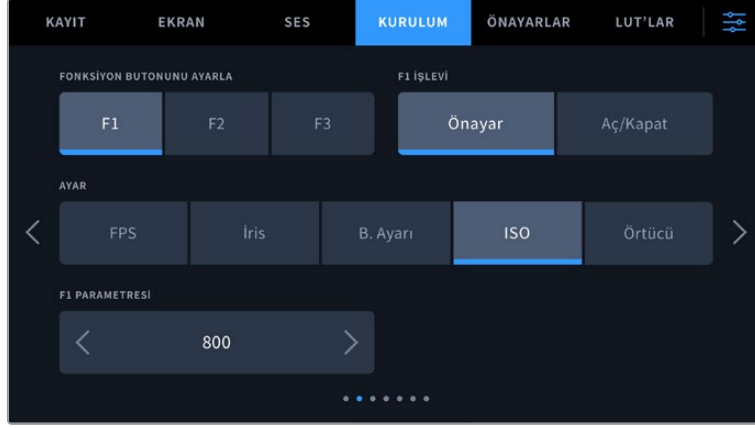 KAYIT EKRAN SES KURULUM ÖNAYARLAR LUT’LAR
FONKSİYON BUTONUNU AYARLA F1 İŞLEVİ
F1 F2 F3 Önayar Aç/Kapat
AYAR
FPS İris B. Ayarı ISO Örtücü
F1 PARAMETRESİ
800